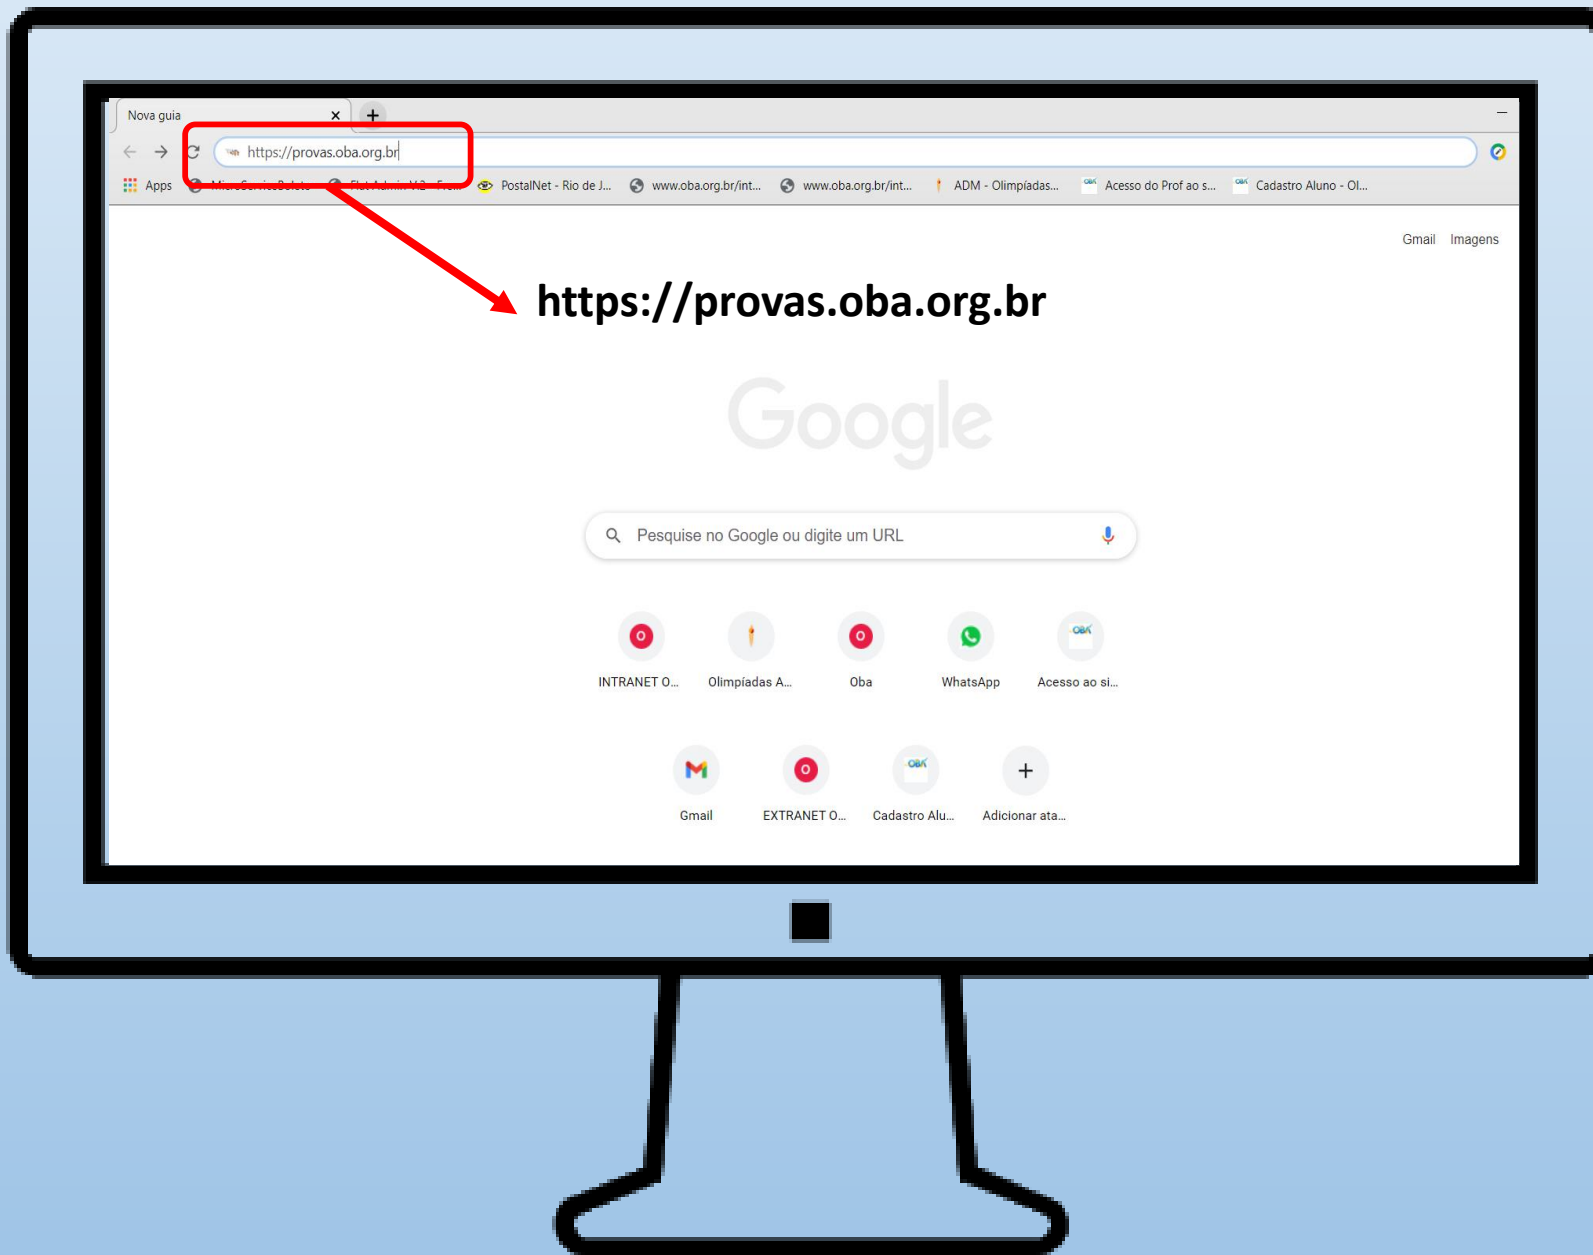 Nova guia
https://provas.oba.org.br
Apps
PostalNet - Rio de J... www.oba.org.br/int... www.oba.org.br/int... ADM - Olimpíadas... Acesso do Prof ao s... Cadastro Aluno - Ol...
Gmail Imagens
https://provas.oba.org.br
Google
Pesquise no Google ou digite um URL
INTRANET O... Olimpíadas A... Oba WhatsApp Acesso ao si...
Gmail EXTRANET O... Cadastro Alu... Adicionar ata...